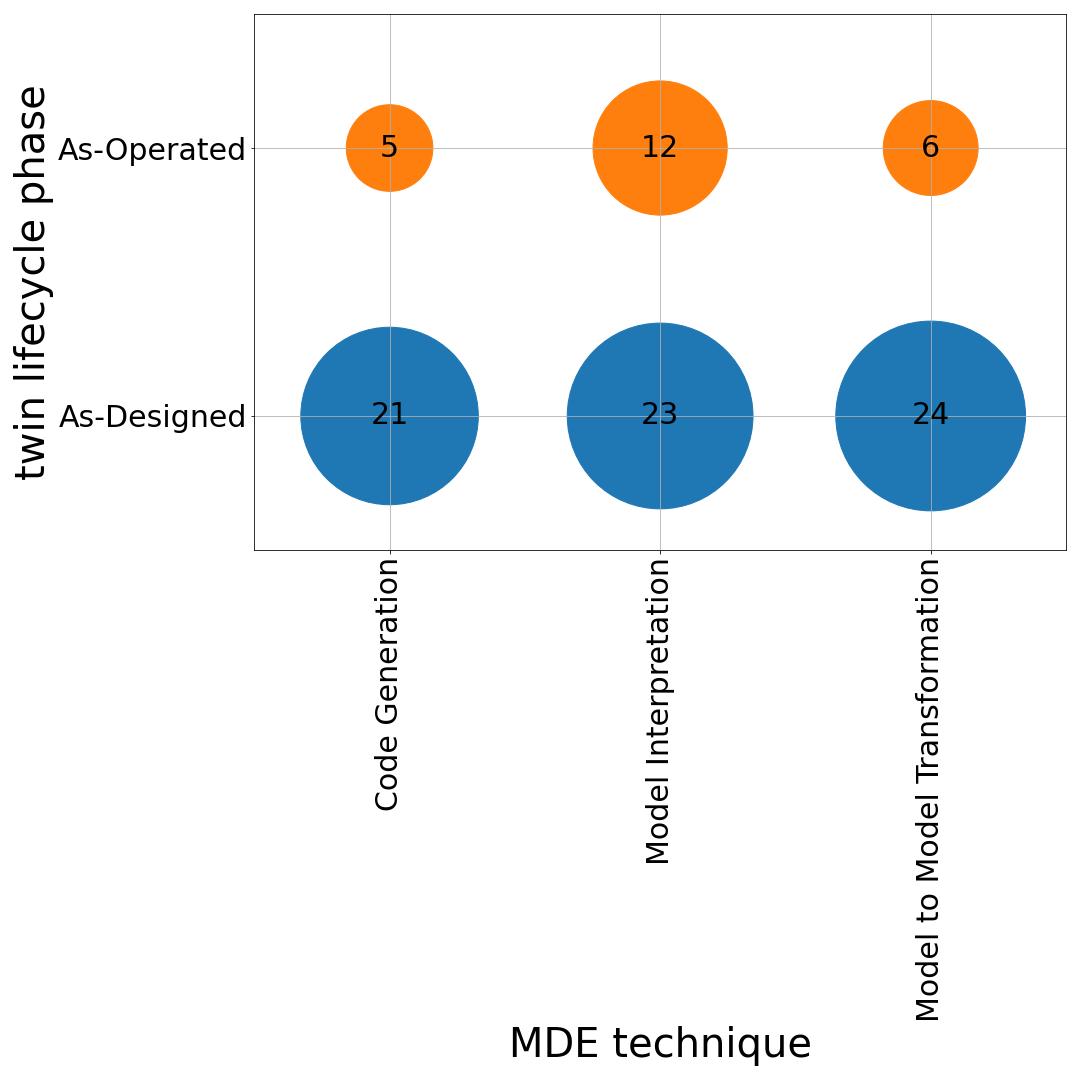 twin lifecycle phase
As-Operated
5
12
6
As-Designed
21
23
24
Code Generation
Model Interpretation
Model to Model Transformation
MDE technique